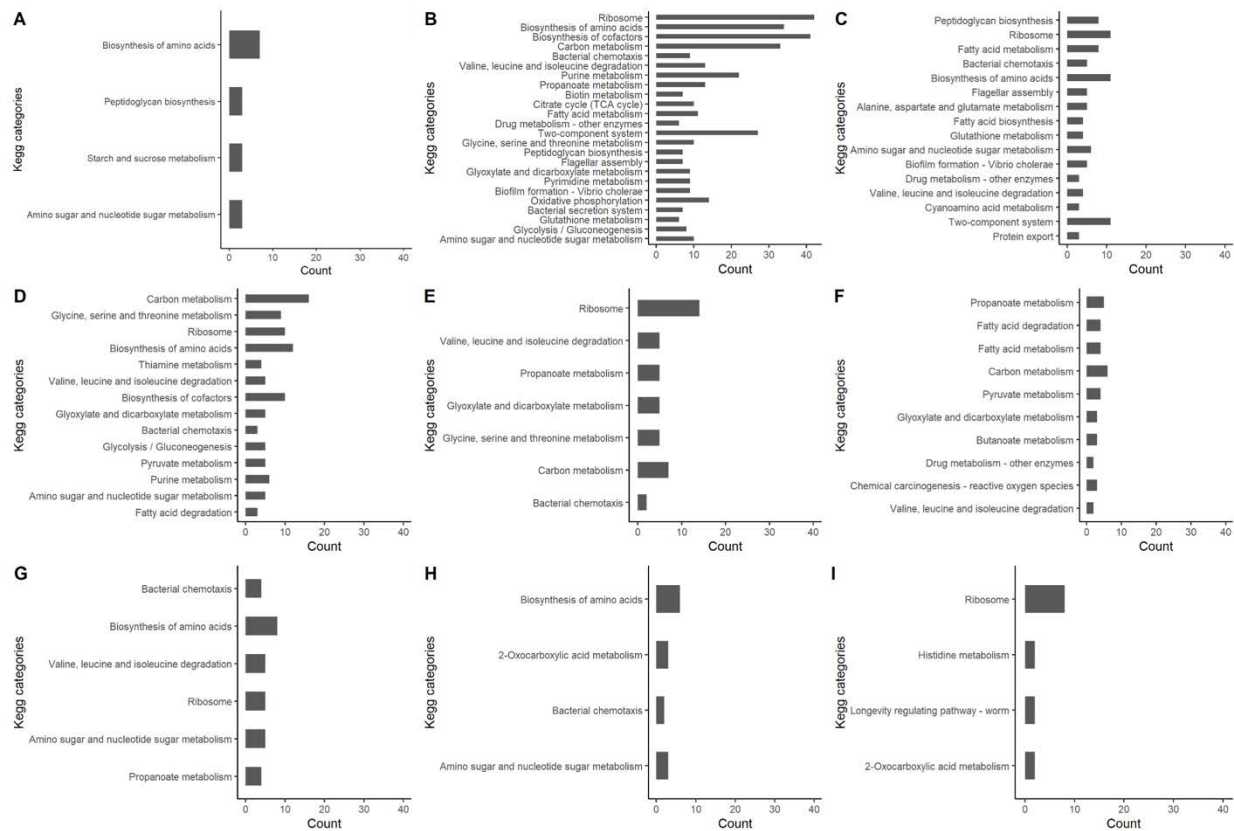 A
Kegg categories
Biosynthesis of amino acids
Peptidoglycan biosynthesis
Starch and sucrose metabolism
Amino sugar and nucleotide sugar metabolism
0 10 20 30 40
Count
B
Kegg categories
Ribosome
Biosynthesis of amino acids
Biosynthesis of cofactors
Carbon metabolism
Bacterial chemotaxis
Valine, leucine and isoleucine degradation
Purine metabolism
Propanoate metabolism
Biotin metabolism
Citrate cycle (TCA cycle)
Fatty acid metabolism
Drug metabolism - other enzymes
Two-component system
Glycine, serine and threonine metabolism
Peptidoglycan biosynthesis
Flagellar assembly
Glyoxylate and dicarboxylate metabolism
Pyrimidine metabolism
Biofilm formation - Vibrio cholerae
Oxidative phosphorylation
Bacterial secretion system
Glutathione metabolism
Glycolysis / Gluconeogenesis
Amino sugar and nucleotide sugar metabolism
0 10 20 30 40
Count
C
Kegg categories
Peptidoglycan biosynthesis
Ribosome
Fatty acid metabolism
Bacterial chemotaxis
Biosynthesis of amino acids
Flagellar assembly
Alanine, aspartate and glutamate metabolism
Fatty acid biosynthesis
Glutathione metabolism
Amino sugar and nucleotide sugar metabolism
Biofilm formation - Vibrio cholerae
Drug metabolism - other enzymes
Valine, leucine and isoleucine degradation
Cyanoamino acid metabolism
Two-component system
Protein export
0 10 20 30 40
Count
D
Kegg categories
Carbon metabolism
Glycine, serine and threonine metabolism
Ribosome
Biosynthesis of amino acids
Thiamine metabolism
Valine, leucine and isoleucine degradation
Biosynthesis of cofactors
Glyoxylate and dicarboxylate metabolism
Bacterial chemotaxis
Glycolysis / Gluconeogenesis
Pyruvate metabolism
Purine metabolism
Amino sugar and nucleotide sugar metabolism
Fatty acid degradation
0 10 20 30 40
Count
E
Kegg categories
Ribosome
Valine, leucine and isoleucine degradation
Propanoate metabolism
Glyoxylate and dicarboxylate metabolism
Glycine, serine and threonine metabolism
Carbon metabolism
Bacterial chemotaxis
0 10 20 30 40
Count
F
Kegg categories
Propanoate metabolism
Fatty acid degradation
Fatty acid metabolism
Carbon metabolism
Pyruvate metabolism
Glyoxylate and dicarboxylate metabolism
Butanoate metabolism
Drug metabolism - other enzymes
Chemical carcinogenesis - reactive oxygen species
Valine, leucine and isoleucine degradation
0 10 20 30 40
Count
G
Kegg categories
Bacterial chemotaxis
Biosynthesis of amino acids
Valine, leucine and isoleucine degradation
Ribosome
Amino sugar and nucleotide sugar metabolism
Propanoate metabolism
0 10 20 30 40
Count
H
Kegg categories
Biosynthesis of amino acids
2-Oxocarboxylic acid metabolism
Bacterial chemotaxis
Amino sugar and nucleotide sugar metabolism
0 10 20 30 40
Count
I
Kegg categories
Ribosome
Histidine metabolism
Longevity regulating pathway - worm
2-Oxocarboxylic acid metabolism
0 10 20 30 40
Count